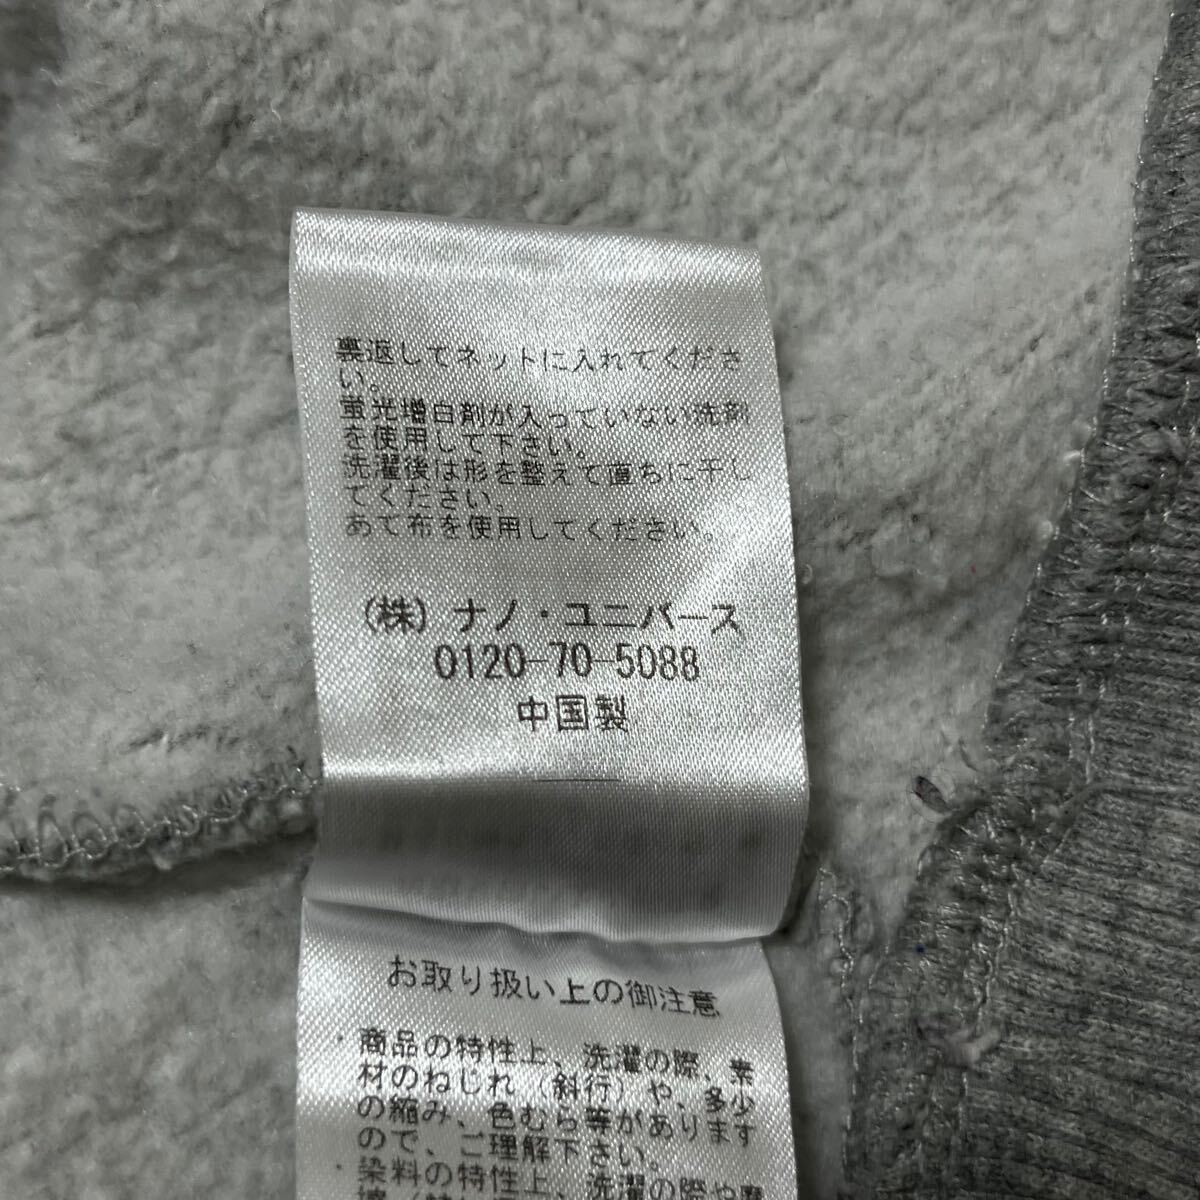 裏返してネットに入れてくださ
い。
蛍光増白剤が入っていない洗剤
を使用して下さい。
洗濯後は形を整えて直ちに干し
てください。
あて布を使用してください。
(株) ナノ・ユニバース
0120-70-5088
中国製
お取り扱い上の御注意
・商品の特性上、洗濯の際、素
材のねじれ (斜行) や、多少
の縮み、色むら等があります
ので、ご理解下さい。
・染料の特性上、洗濯の際や摩